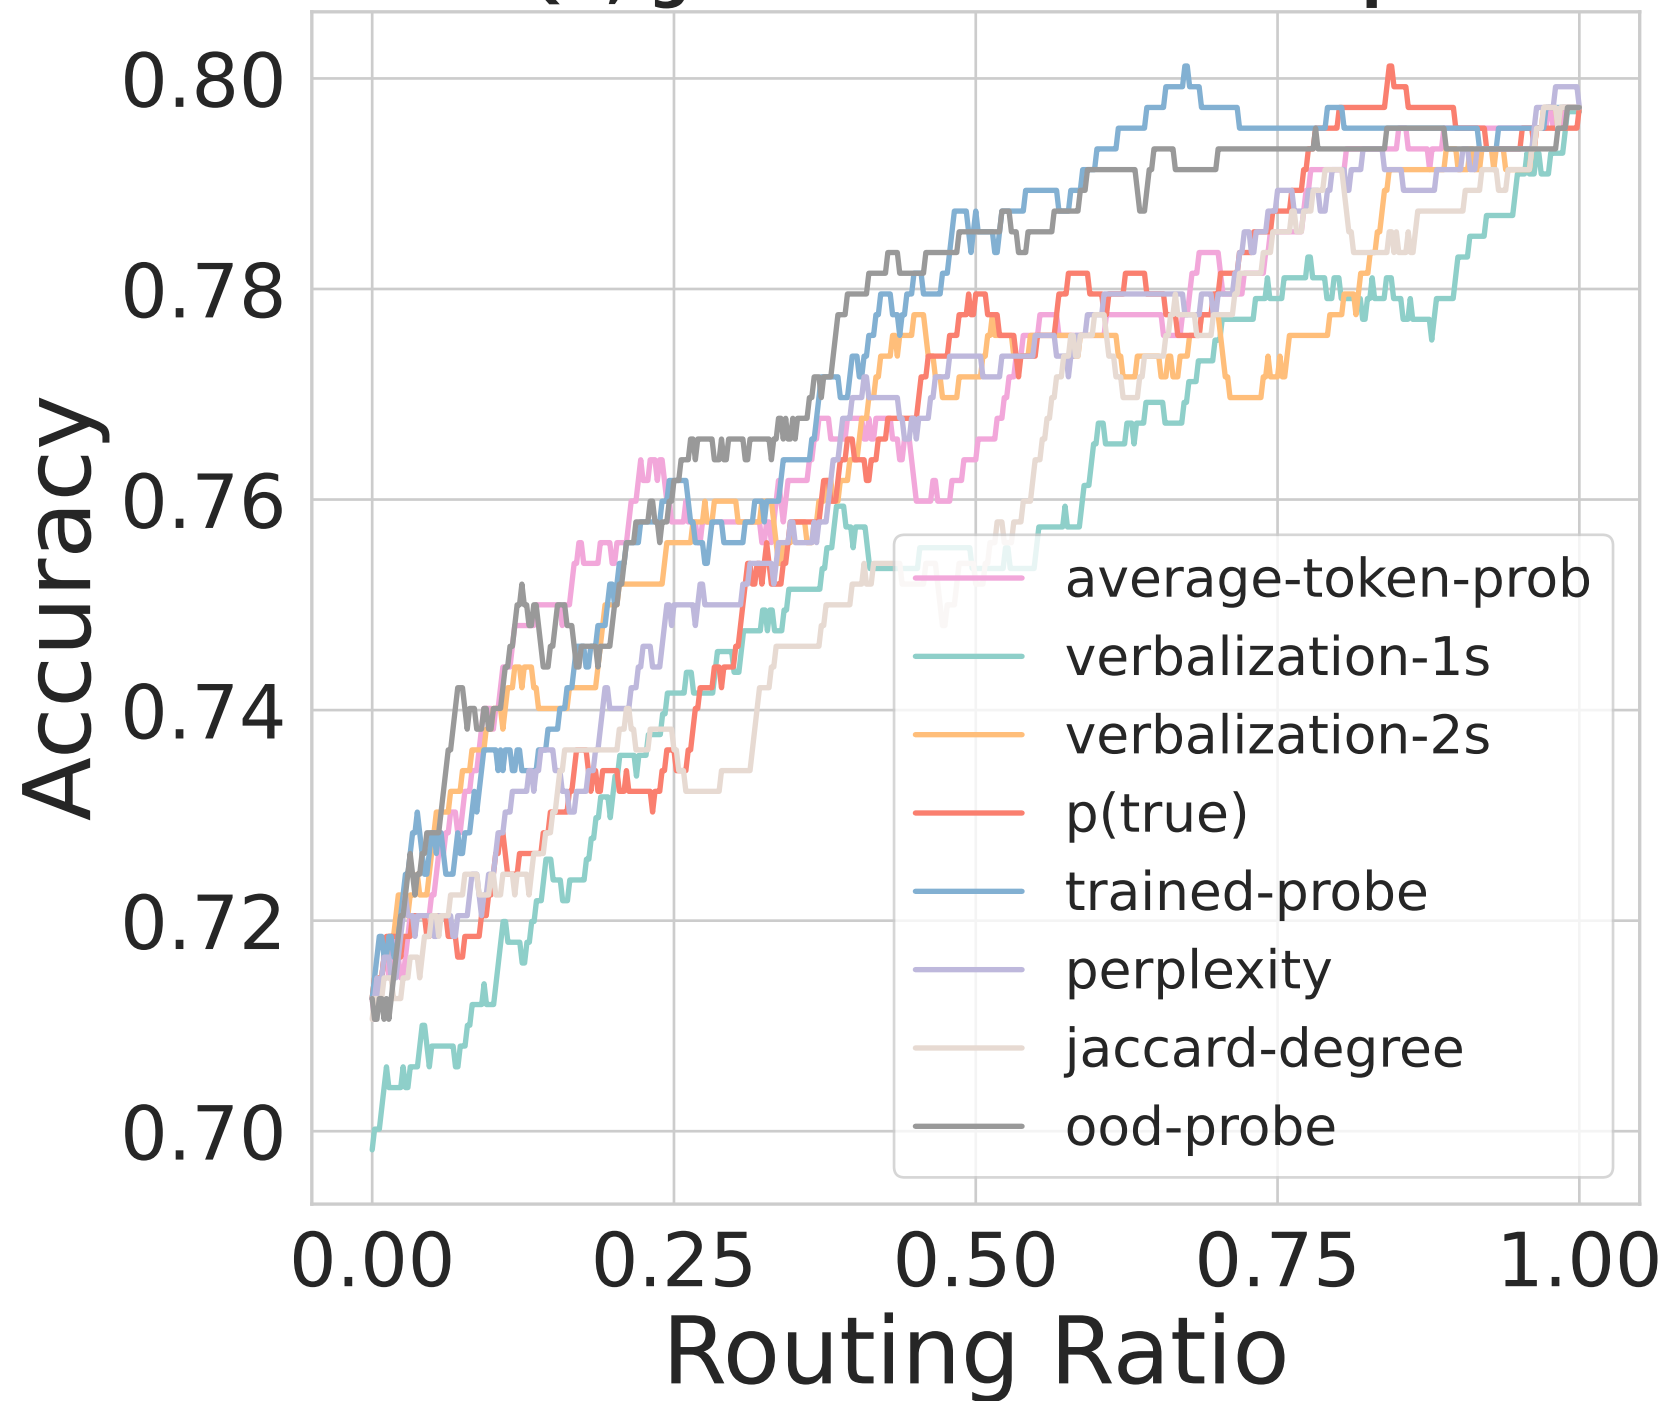 0.80
0.78
0.76
0.74
0.72
0.70
Accuracy
average-token-prob
verbalization-1s
verbalization-2s
p(true)
trained-probe
perplexity
jaccard-degree
ood-probe
0.00 0.25 0.50 0.75 1.00
Routing Ratio